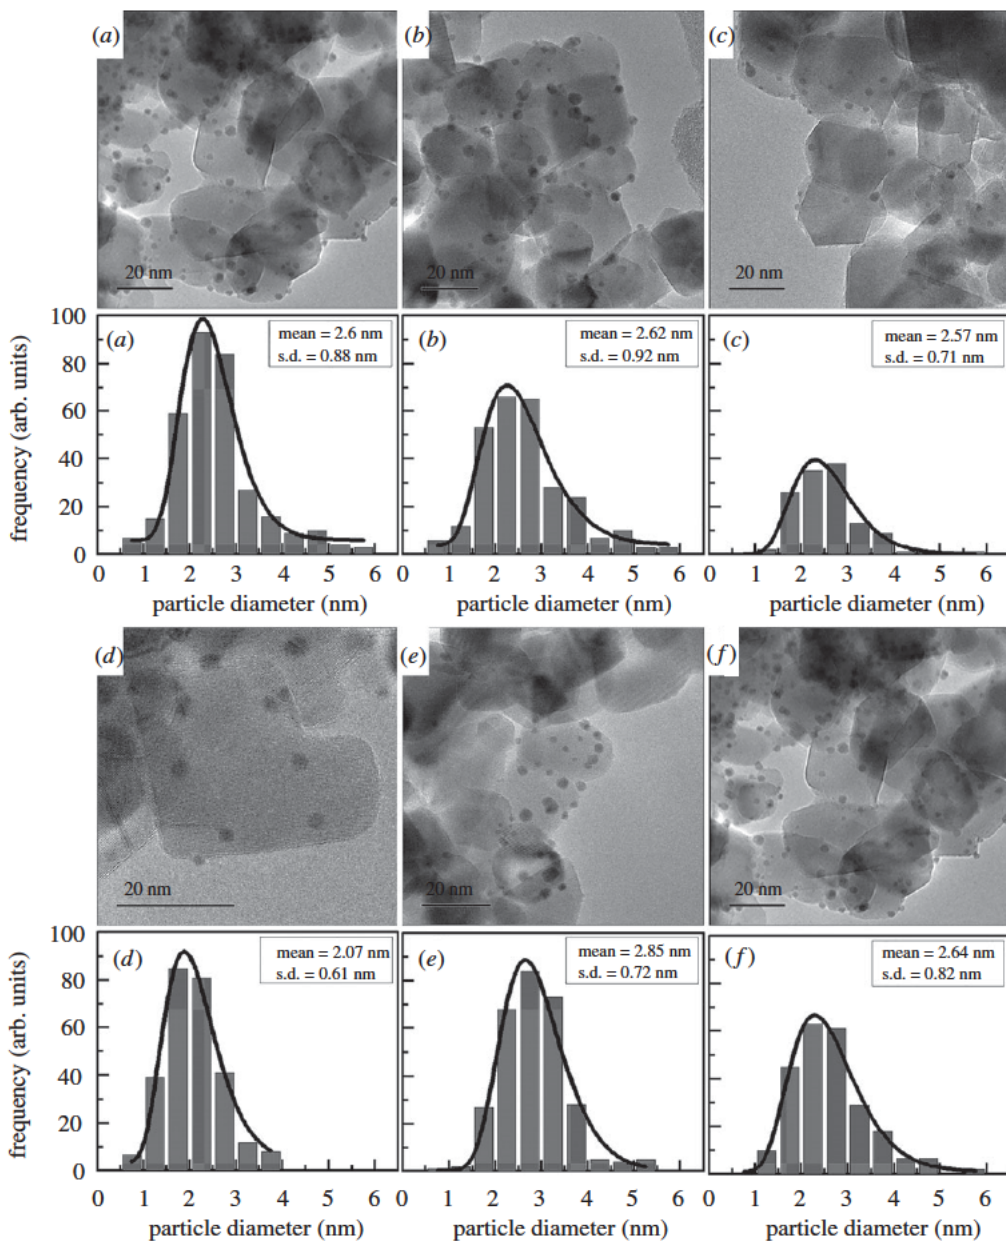 (a)
(b)
(c)
20 nm
20 nm
20 nm
frequency (arb. units)
100
80
60
40
20
0
(a)
mean = 2.6 nm
s.d. = 0.88 nm
(b)
mean = 2.62 nm
s.d. = 0.92 nm
(c)
mean = 2.57 nm
s.d. = 0.71 nm
0 1 2 3 4 5 6
0 1 2 3 4 5 6
0 1 2 3 4 5 6
particle diameter (nm)
particle diameter (nm)
particle diameter (nm)
(d)
(e)
(f)
20 nm
20 nm
20 nm
frequency (arb. units)
100
80
60
40
20
0
(d)
mean = 2.07 nm
s.d. = 0.61 nm
(e)
mean = 2.85 nm
s.d. = 0.72 nm
(f)
mean = 2.64 nm
s.d. = 0.82 nm
0 1 2 3 4 5 6
0 1 2 3 4 5 6
0 1 2 3 4 5 6
particle diameter (nm)
particle diameter (nm)
particle diameter (nm)